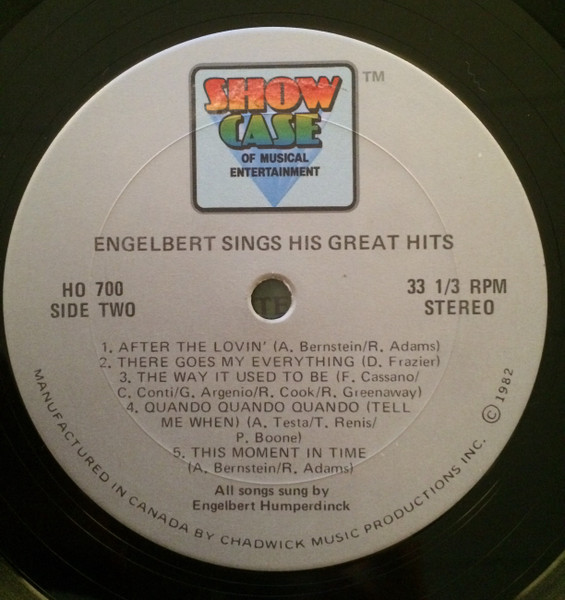 SHOW
CASE
OF MUSICAL
ENTERTAINMENT
TM
ENGELBERT SINGS HIS GREAT HITS
HO 700
SIDE TWO
33 1/3 RPM
STEREO
1. AFTER THE LOVIN' (A. Bernstein/R. Adams)
2. THERE GOES MY EVERYTHING (D. Frazier)
3. THE WAY IT USED TO BE (F. Cassano/
C. Conti/G. Argenio/R. Cook/R. Greenaway)
4. QUANDO QUANDO QUANDO (TELL
ME WHEN) (A. Testa/T. Renis/
P. Boone)
5. THIS MOMENT IN TIME
(A. Bernstein/R. Adams)
All songs sung by
Engelbert Humperdinck
MANUFACTURED IN CANADA BY CHADWICK MUSIC PRODUCTIONS INC. © 1982